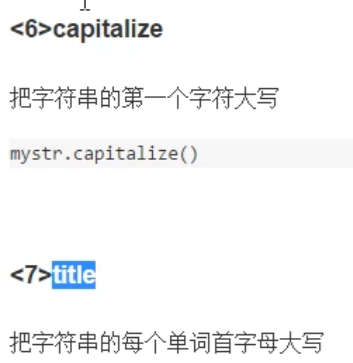 <6>capitalize
把字符串的第一个字符大写
mystr.capitalize()
<7>title
把字符串的每个单词首字母大写